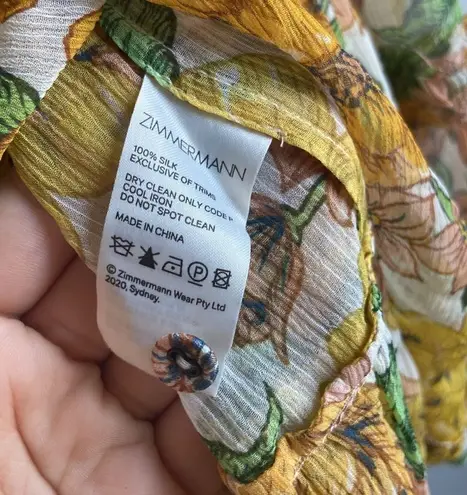 ZIMMERMANN
100% SILK
EXCLUSIVE OF TRIMS
DRY CLEAN ONLY CODE P
COOL IRON
DO NOT SPOT CLEAN
MADE IN CHINA
P
© Zimmermann Wear Pty Ltd
2020, Sydney.